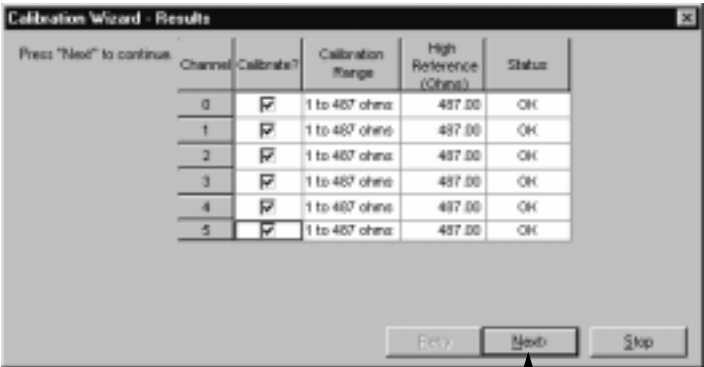 Calibration Wizard - Results
Press "Next" to continue.
Channel Calibrate? Calibration Range High Reference (Ohms) Status
0 1 to 487 ohms 487.00 OK
1 1 to 487 ohms 487.00 OK
2 1 to 487 ohms 487.00 OK
3 1 to 487 ohms 487.00 OK
4 1 to 487 ohms 487.00 OK
5 1 to 487 ohms 487.00 OK
Retry Next> Stop